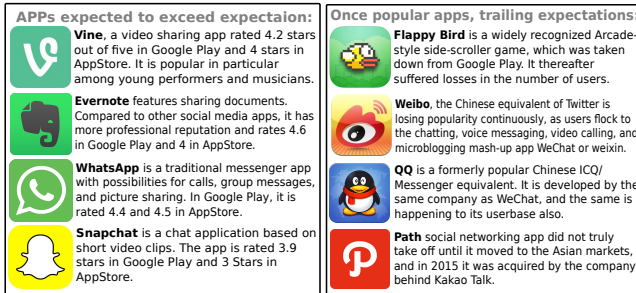 APPs expected to exceed expectaion:
Vine, a video sharing app rated 4.2 stars
out of five in Google Play and 4 stars in
AppStore. It is popular in particular
among young performers and musicians.
Evernote features sharing documents.
Compared to other social media apps, it has
more professional reputation and rates 4.6
in Google Play and 4 in AppStore.
WhatsApp is a traditional messenger app
with possibilities for calls, group messages,
and picture sharing. In Google Play, it is
rated 4.4 and 4.5 in AppStore.
Snapchat is a chat application based on
short video clips. The app is rated 3.9
stars in Google Play and 3 Stars in
AppStore.
Once popular apps, trailing expectations:
Flappy Bird is a widely recognized Arcade-
style side-scroller game, which was taken
down from Google Play. It thereafter
suffered losses in the number of users.
Weibo, the Chinese equivalent of Twitter is
losing popularity continuously, as users flock to
the chatting, voice messaging, video calling, and
microblogging mash-up app WeChat or weixin.
QQ is a formerly popular Chinese ICQ/
Messenger equivalent. It is developed by the
same company as WeChat, and the same is
happening to its userbase also.
Path social networking app did not truly
take off until it moved to the Asian markets,
and in 2015 it was acquired by the company
behind Kakao Talk.